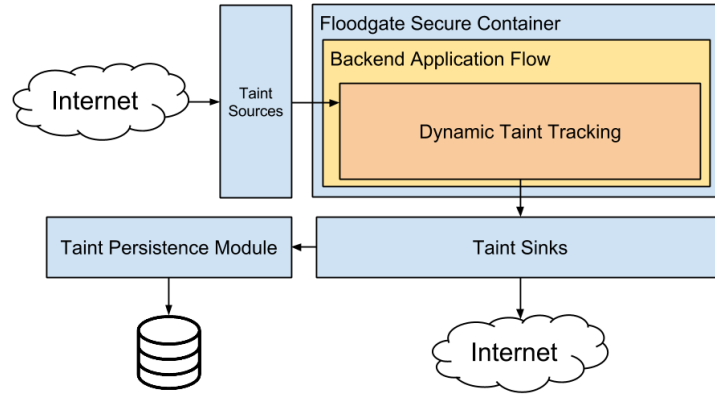 Floodgate Secure Container
Backend Application Flow
Internet
Taint
Sources
Dynamic Taint Tracking
Taint Persistence Module
Taint Sinks
Internet